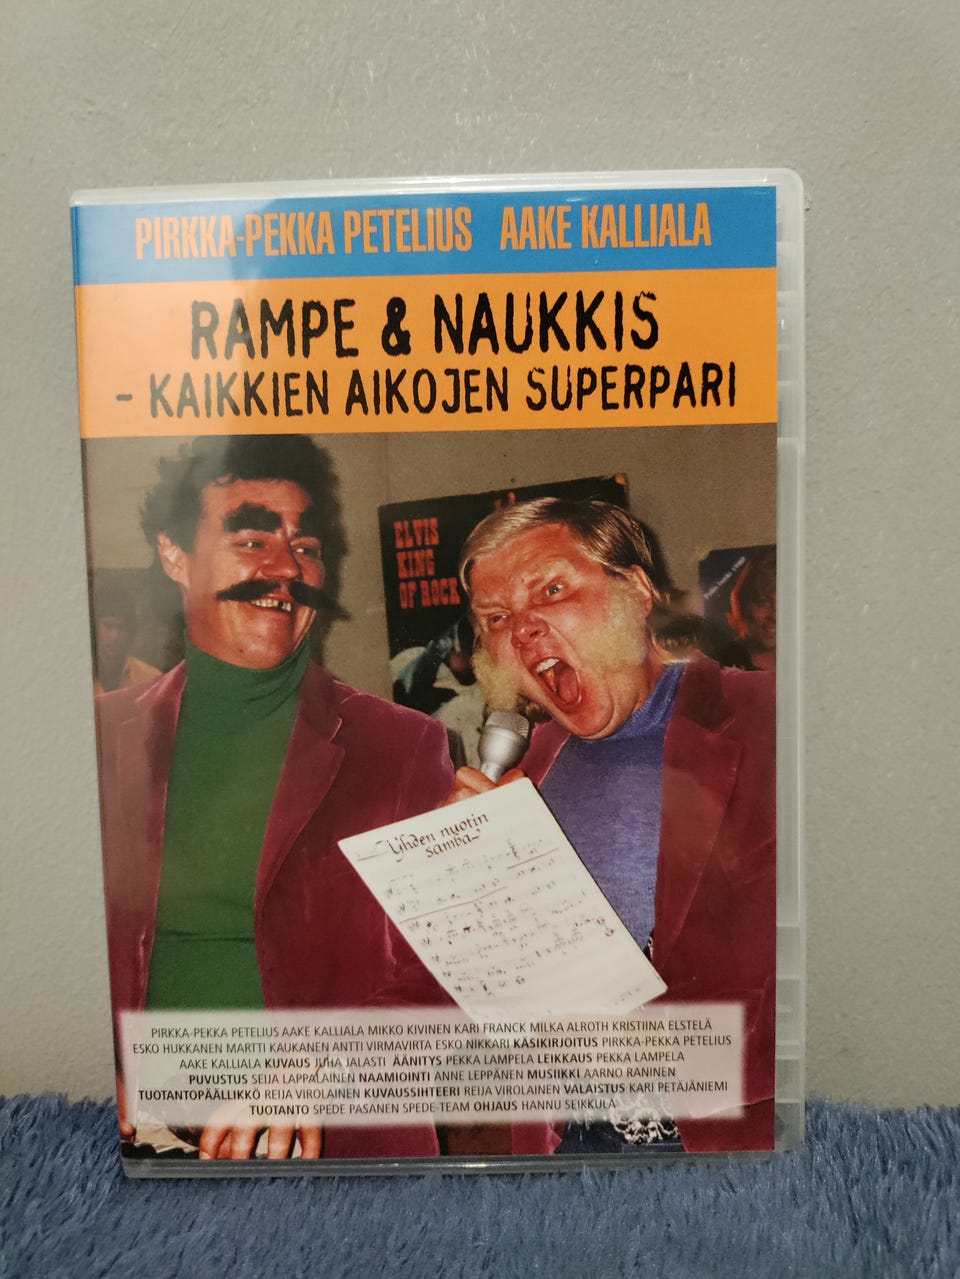 PIRKKA-PEKKA PETELIUS AAKE KALLIALA
RAMPE & NAUKKIS
- KAIKKIEN AIKOJEN SUPERPARI
ELVIS
KING
OF ROCK
Yhden nuotin
samba
PIRKKA-PEKKA PETELIUS AAKE KALLIALA MIKKO KIVINEN KARI FRANCK MILKA ALROTH KRISTIINA ELSTELÄ
ESKO HUKKANEN MARTTI KAUKANEN ANTTI VIRMAVIRTA ESKO NIKKARI KÄSIKIRJOITUS PIRKKA-PEKKA PETELIUS
AAKE KALLIALA KUVAUS JUHA JALASTI ÄÄNITYS PEKKA LAMPELA LEIKKAUS PEKKA LAMPELA
PUVUSTUS SEIJA LAPPALAINEN NAAMIOINTI ANNE LEPPÄNEN MUSIIKKI AARNO RANINEN
TUOTANTOPÄÄLLIKKÖ REIJA VIROLAINEN KUVAUSSIHTEERI REIJA VIROLAINEN VALAISTUS KARI PETÄJÄNIEMI
TUOTANTO SPEDE PASANEN SPEDE-TEAM OHJAUS HANNU SEIKKULA